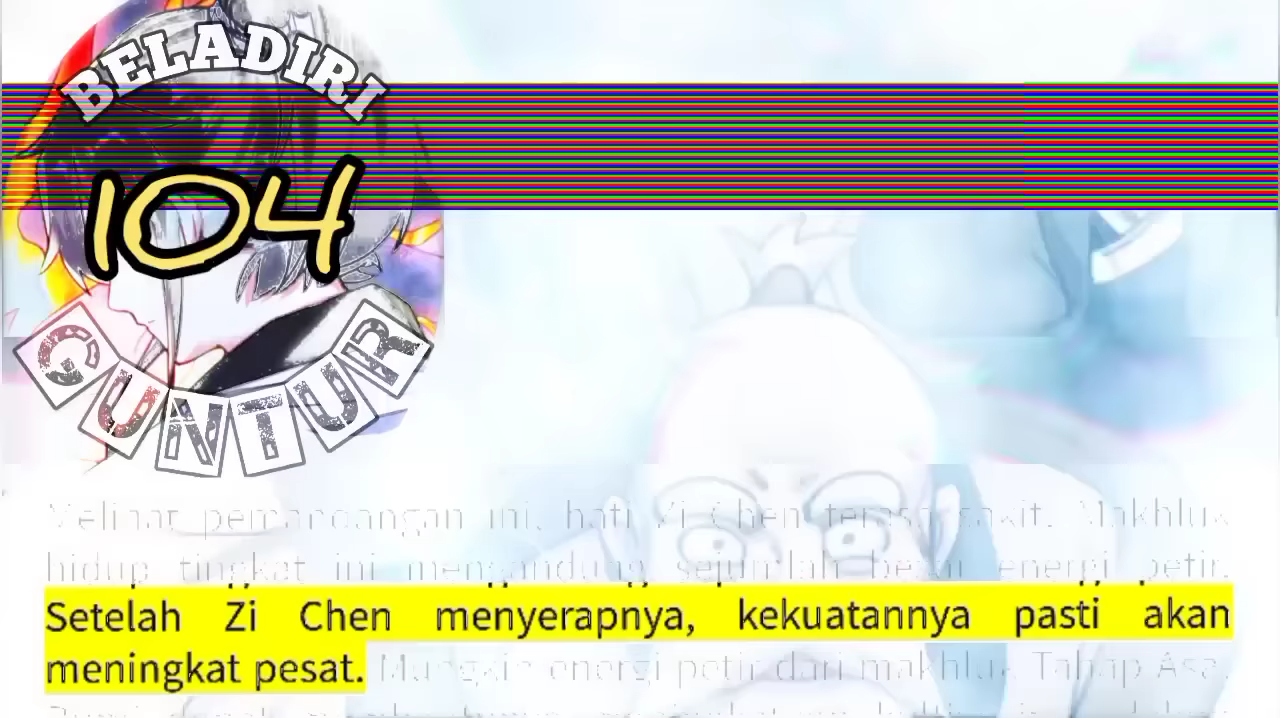 BELADIRI
104
GUNTUR
Melihat pemandangan ini, hati Zi Chen terasa sakit. Makhluk
hidup tingkat ini mengandung sejumlah besar energi petir.
Setelah Zi Chen menyerapnya, kekuatannya pasti akan
meningkat pesat. Mungkin energi petir dari makhluk Tahap Asal